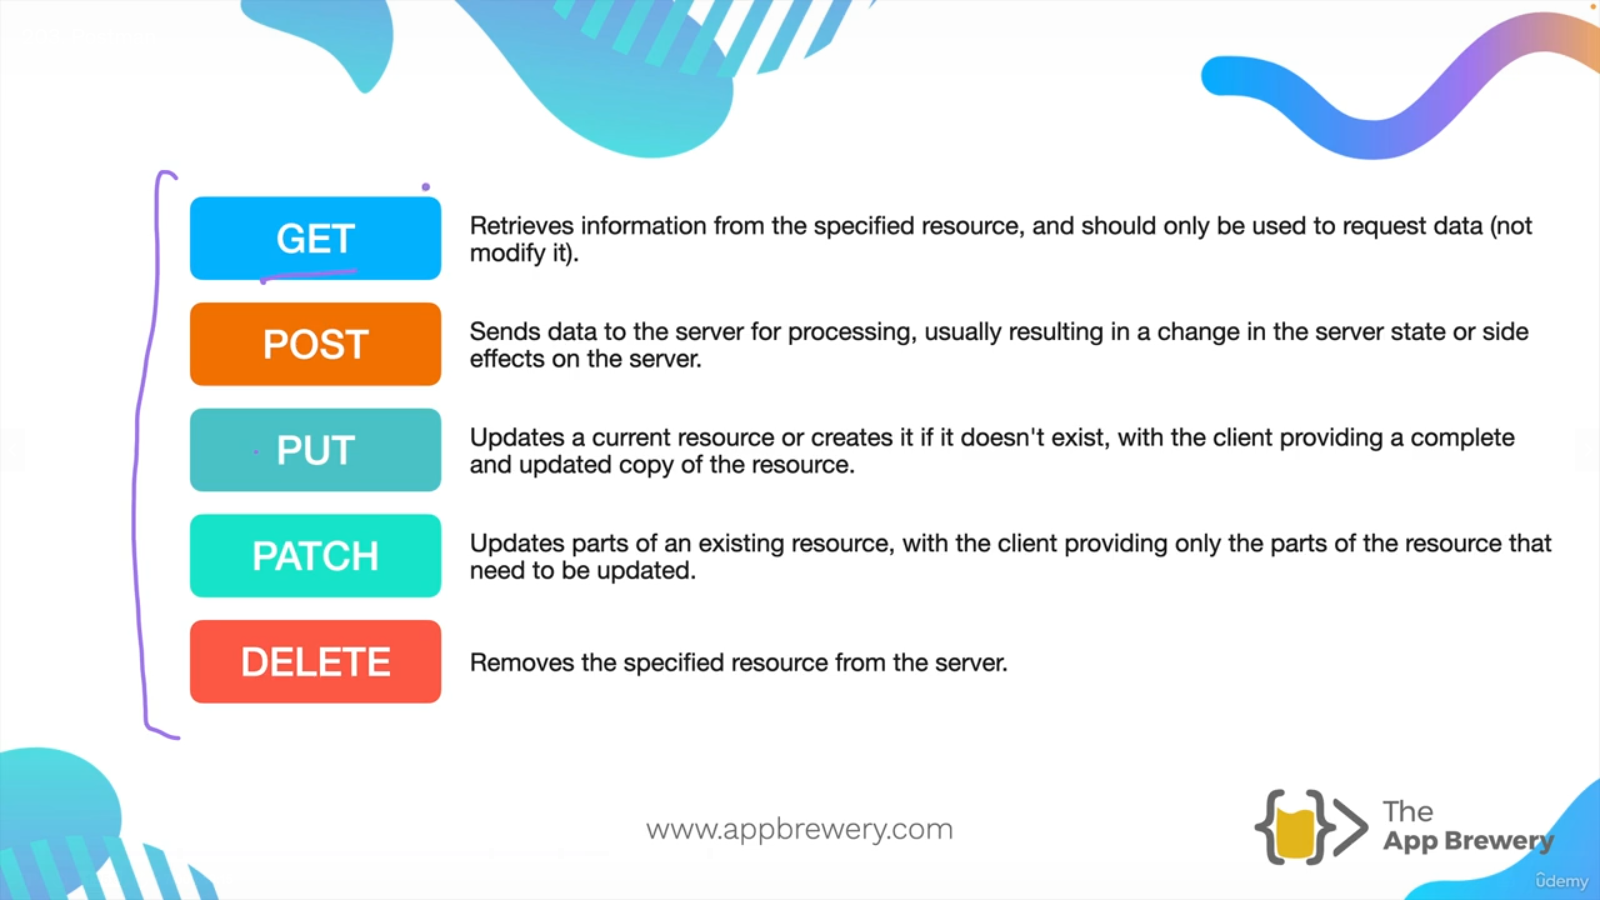 GET
Retrieves information from the specified resource, and should only be used to request data (not
modify it).
POST
Sends data to the server for processing, usually resulting in a change in the server state or side
effects on the server.
PUT
Updates a current resource or creates it if it doesn't exist, with the client providing a complete
and updated copy of the resource.
PATCH
Updates parts of an existing resource, with the client providing only the parts of the resource that
need to be updated.
DELETE
Removes the specified resource from the server.
www.appbrewery.com
The
App Brewery
ûdemy